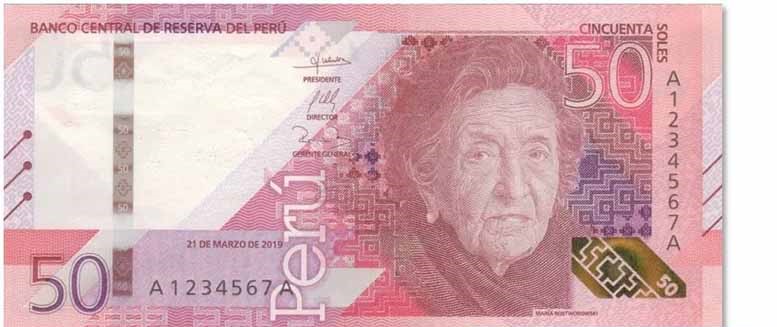 BANCO CENTRAL DE RESERVA DEL PERÚ
CINCUENTA
SOLES
50
PRESIDENTE
DIRECTOR
GERENTE GENERAL
A1234567A
50
50
50
50
Perú
21 DE MARZO DE 2019
50
A1234567A
50
MARÍA ROSTWOROWSKI